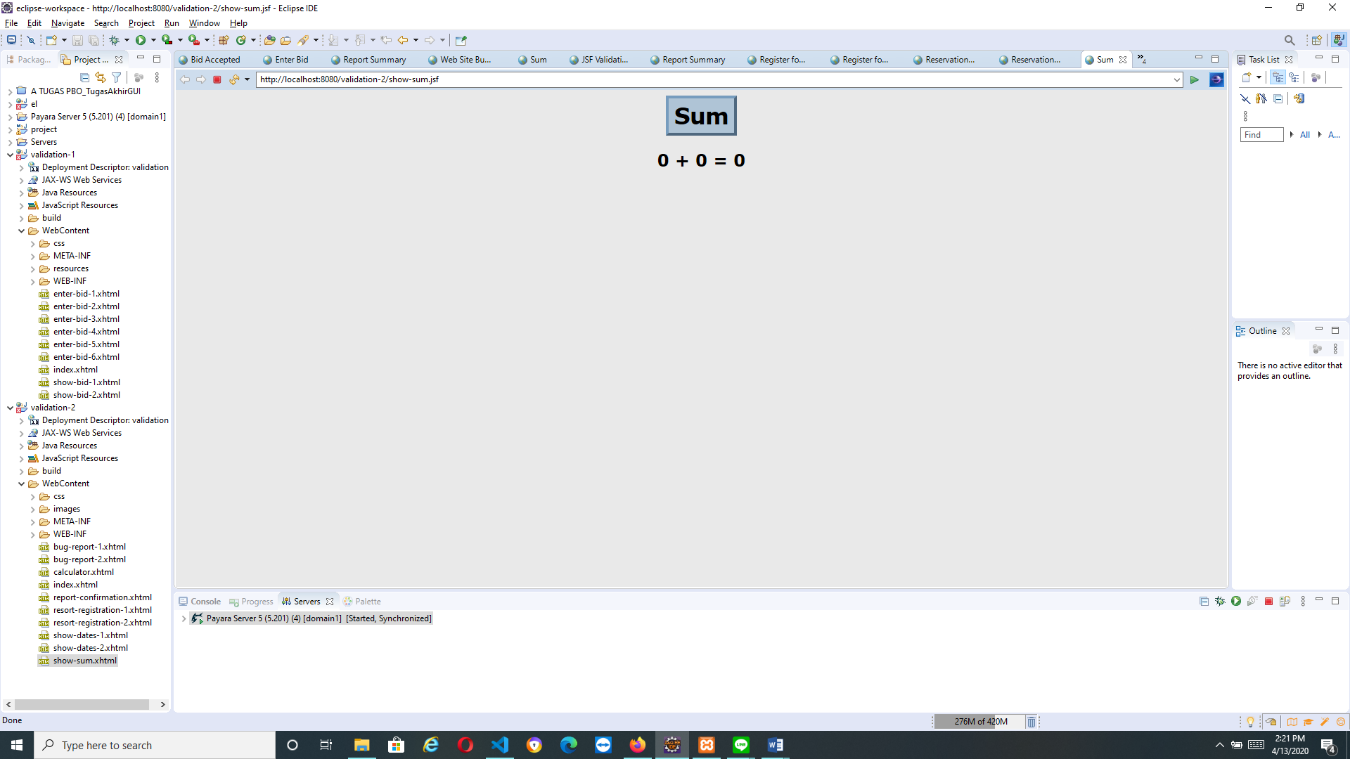 eclipse-workspace - http://localhost:8080/validation-2/show-sum.jsf - Eclipse IDE
File Edit Navigate Search Project Run Window Help
Packag... Project ...
Bid Accepted Enter Bid Report Summary Web Site Bu... Sum JSF Validati... Report Summary Register fo... Register fo... Reservation... Reservation... Sum
Task List
http://localhost:8080/validation-2/show-sum.jsf
Find All A...
Sum
0 + 0 = 0
A TUGAS PBO_TugasAkhirGUI
el
Payara Server 5 (5.201) (4) [domain1]
project
Servers
validation-1
Deployment Descriptor: validation
JAX-WS Web Services
Java Resources
JavaScript Resources
build
WebContent
css
META-INF
resources
WEB-INF
enter-bid-1.xhtml
enter-bid-2.xhtml
enter-bid-3.xhtml
enter-bid-4.xhtml
enter-bid-5.xhtml
enter-bid-6.xhtml
index.xhtml
show-bid-1.xhtml
show-bid-2.xhtml
validation-2
Deployment Descriptor: validation
JAX-WS Web Services
Java Resources
JavaScript Resources
build
WebContent
css
images
META-INF
WEB-INF
bug-report-1.xhtml
bug-report-2.xhtml
calculator.xhtml
index.xhtml
report-confirmation.xhtml
resort-registration-1.xhtml
resort-registration-2.xhtml
show-dates-1.xhtml
show-dates-2.xhtml
show-sum.xhtml
Outline
There is no active editor that
provides an outline.
Console Progress Servers Palette
Payara Server 5 (5.201) (4) [domain1] [Started, Synchronized]
Done
276M of 420M
Type here to search
2:21 PM
4/13/2020
4